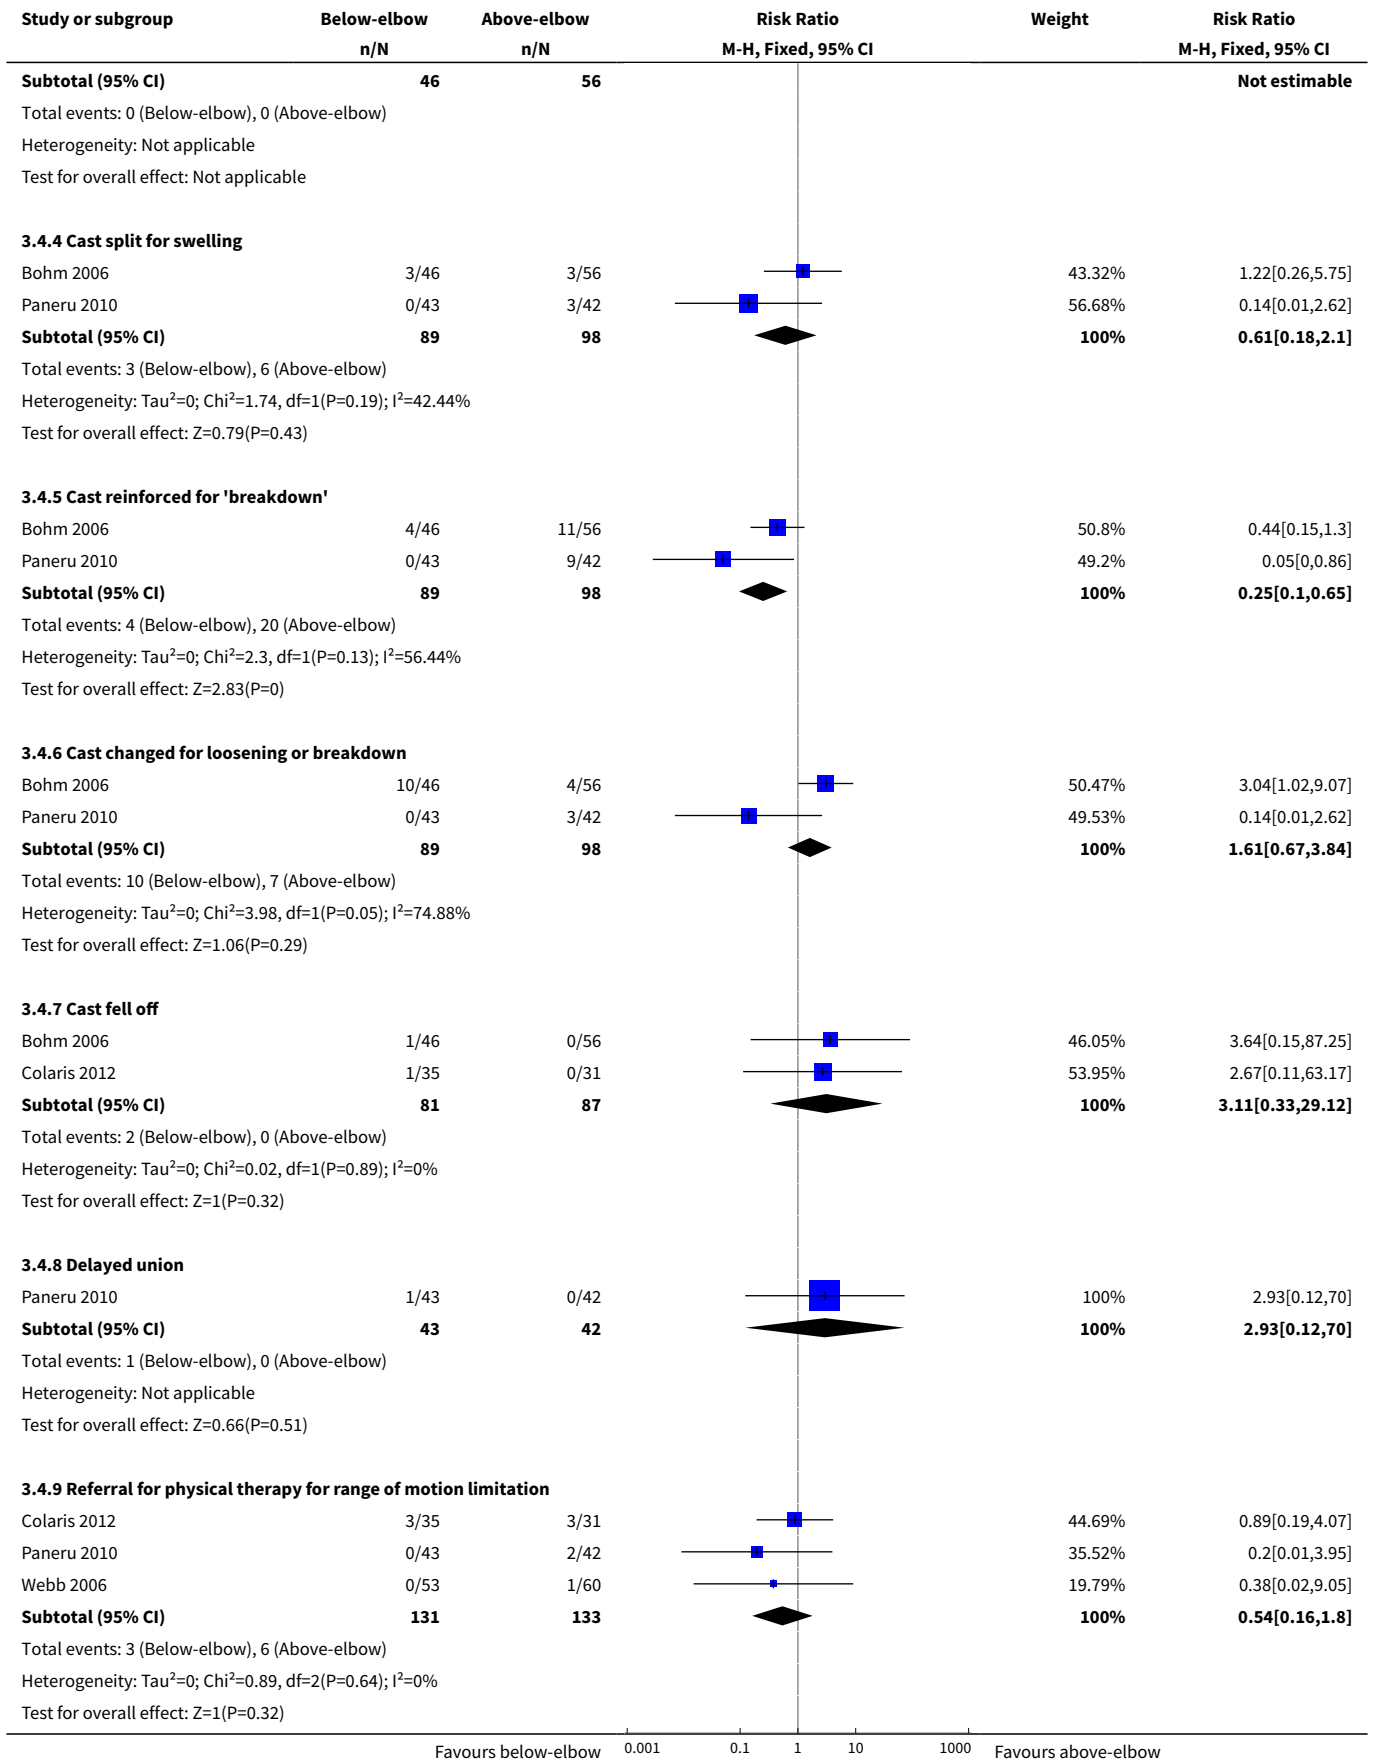 Study or subgroup Below-elbow Above-elbow Risk Ratio Weight Risk Ratio
n/N n/N M-H, Fixed, 95% CI M-H, Fixed, 95% CI
Subtotal (95% CI) 46 56 Not estimable
Total events: 0 (Below-elbow), 0 (Above-elbow)
Heterogeneity: Not applicable
Test for overall effect: Not applicable
3.4.4 Cast split for swelling
Bohm 2006 3/46 3/56 43.32% 1.22[0.26,5.75]
Paneru 2010 0/43 3/42 56.68% 0.14[0.01,2.62]
Subtotal (95% CI) 89 98 100% 0.61[0.18,2.1]
Total events: 3 (Below-elbow), 6 (Above-elbow)
Heterogeneity: Tau²=0; Chi²=1.74, df=1(P=0.19); I²=42.44%
Test for overall effect: Z=0.79(P=0.43)
3.4.5 Cast reinforced for 'breakdown'
Bohm 2006 4/46 11/56 50.8% 0.44[0.15,1.3]
Paneru 2010 0/43 9/42 49.2% 0.05[0,0.86]
Subtotal (95% CI) 89 98 100% 0.25[0.1,0.65]
Total events: 4 (Below-elbow), 20 (Above-elbow)
Heterogeneity: Tau²=0; Chi²=2.3, df=1(P=0.13); I²=56.44%
Test for overall effect: Z=2.83(P=0)
3.4.6 Cast changed for loosening or breakdown
Bohm 2006 10/46 4/56 50.47% 3.04[1.02,9.07]
Paneru 2010 0/43 3/42 49.53% 0.14[0.01,2.62]
Subtotal (95% CI) 89 98 100% 1.61[0.67,3.84]
Total events: 10 (Below-elbow), 7 (Above-elbow)
Heterogeneity: Tau²=0; Chi²=3.98, df=1(P=0.05); I²=74.88%
Test for overall effect: Z=1.06(P=0.29)
3.4.7 Cast fell off
Bohm 2006 1/46 0/56 46.05% 3.64[0.15,87.25]
Colaris 2012 1/35 0/31 53.95% 2.67[0.11,63.17]
Subtotal (95% CI) 81 87 100% 3.11[0.33,29.12]
Total events: 2 (Below-elbow), 0 (Above-elbow)
Heterogeneity: Tau²=0; Chi²=0.02, df=1(P=0.89); I²=0%
Test for overall effect: Z=1(P=0.32)
3.4.8 Delayed union
Paneru 2010 1/43 0/42 100% 2.93[0.12,70]
Subtotal (95% CI) 43 42 100% 2.93[0.12,70]
Total events: 1 (Below-elbow), 0 (Above-elbow)
Heterogeneity: Not applicable
Test for overall effect: Z=0.66(P=0.51)
3.4.9 Referral for physical therapy for range of motion limitation
Colaris 2012 3/35 3/31 44.69% 0.89[0.19,4.07]
Paneru 2010 0/43 2/42 35.52% 0.2[0.01,3.95]
Webb 2006 0/53 1/60 19.79% 0.38[0.02,9.05]
Subtotal (95% CI) 131 133 100% 0.54[0.16,1.8]
Total events: 3 (Below-elbow), 6 (Above-elbow)
Heterogeneity: Tau²=0; Chi²=0.89, df=2(P=0.64); I²=0%
Test for overall effect: Z=1(P=0.32)
Favours below-elbow 0.001 0.1 1 10 1000 Favours above-elbow